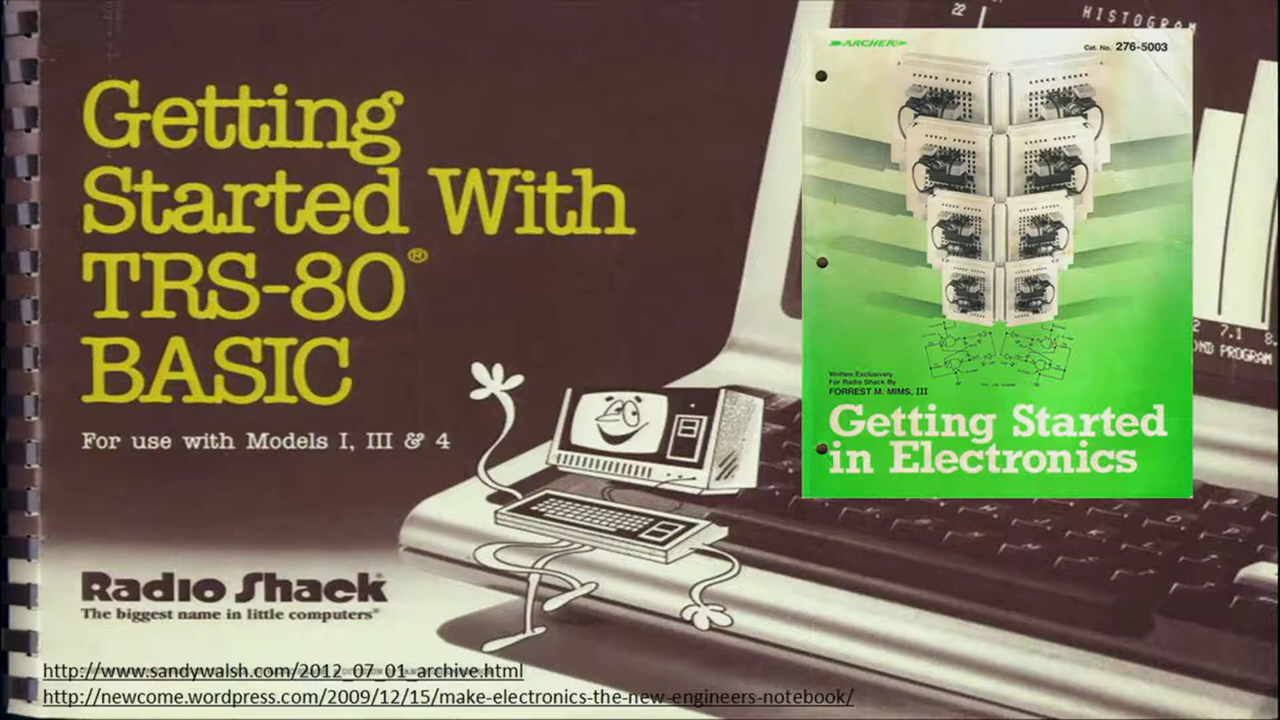 Getting
Started With
TRS-80®
BASIC
For use with Models I, III & 4
Radio Shack
The biggest name in little computers®
22
HISTOGRAM
7.1
8.
ND PROGRAM
ARCHER
Cat. No. 276-5003
Written Exclusively
For Radio Shack By
FORREST M. MIMS, III
Getting Started
in Electronics
http://www.sandywalsh.com/2012_07_01_archive.html
http://newcome.wordpress.com/2009/12/15/make-electronics-the-new-engineers-notebook/